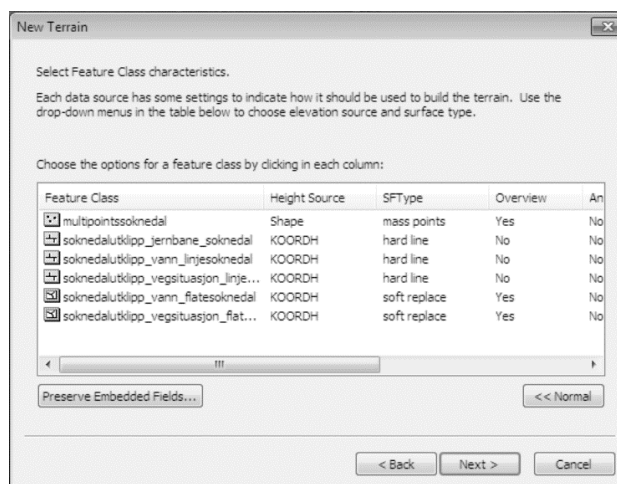 New Terrain
Select Feature Class characteristics.
Each data source has some settings to indicate how it should be used to build the terrain. Use the
drop-down menus in the table below to choose elevation source and surface type.
Choose the options for a feature class by clicking in each column:
Feature Class Height Source SFType Overview An
multipointssoknedal Shape mass points Yes No
soknedalutklipp_jernbane_soknedal KOORDH hard line No No
soknedalutklipp_vann_linjesoknedal KOORDH hard line No No
soknedalutklipp_vegsituasjon_linje... KOORDH hard line No No
soknedalutklipp_vann_flatesoknedal KOORDH soft replace Yes No
soknedalutklipp_vegsituasjon_flat... KOORDH soft replace Yes No
Preserve Embedded Fields... << Normal
< Back Next > Cancel